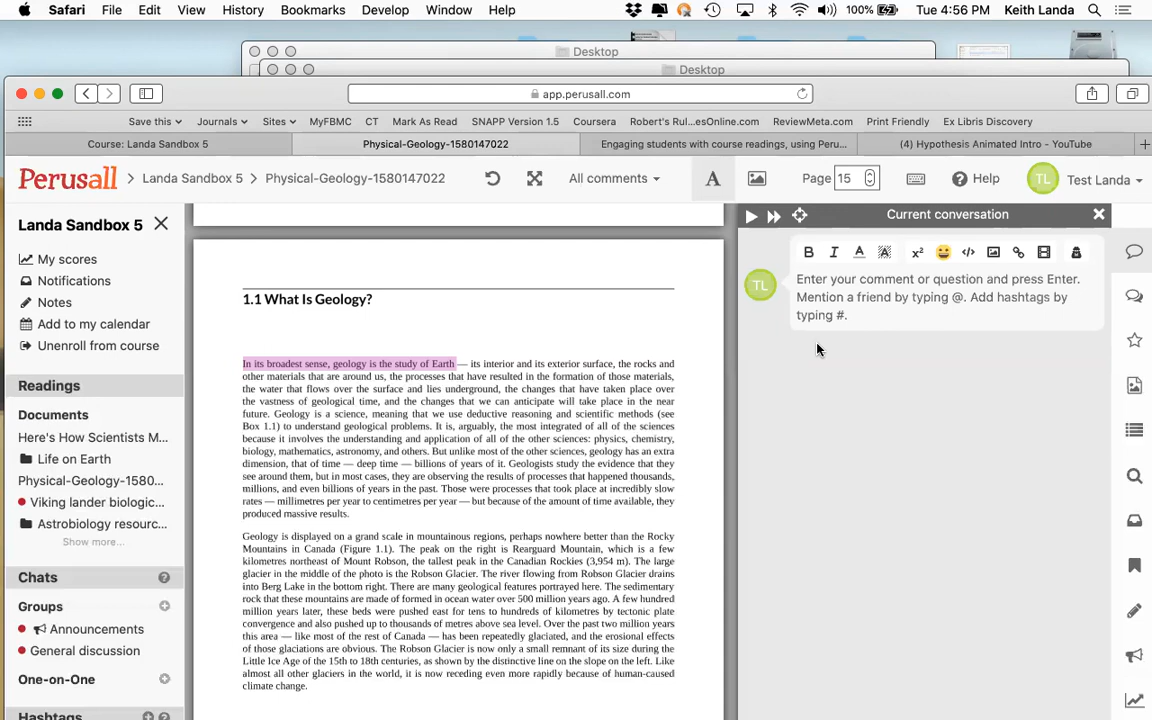 Safari File Edit View History Bookmarks Develop Window Help 100% Tue 4:56 PM Keith Landa
Desktop
Desktop
app.perusall.com
Save this Journals Sites MyFBMC CT Mark As Read SNAPP Version 1.5 Coursera Robert's Rul...esOnline.com ReviewMeta.com Print Friendly Ex Libris Discovery
Course: Landa Sandbox 5 Physical-Geology-1580147022 Engaging students with course readings, using Peru... (4) Hypothesis Animated Intro - YouTube
Perusall Landa Sandbox 5 Physical-Geology-1580147022 All comments A Page 15 Help TL Test Landa
Landa Sandbox 5
My scores
Notifications
Notes
Add to my calendar
Unenroll from course
Readings
Documents
Here's How Scientists M...
Life on Earth
Physical-Geology-1580...
Viking lander biologic...
Astrobiology resourc...
Show more...
Chats
Groups
Announcements
General discussion
One-on-One
Hashtags
1.1 What Is Geology?
In its broadest sense, geology is the study of Earth — its interior and its exterior surface, the rocks and
other materials that are around us, the processes that have resulted in the formation of those materials,
the water that flows over the surface and lies underground, the changes that have taken place over
the vastness of geological time, and the changes that we can anticipate will take place in the near
future. Geology is a science, meaning that we use deductive reasoning and scientific methods (see
Box 1.1) to understand geological problems. It is, arguably, the most integrated of all of the sciences
because it involves the understanding and application of all of the other sciences: physics, chemistry,
biology, mathematics, astronomy, and others. But unlike most of the other sciences, geology has an extra
dimension, that of time — deep time — billions of years of it. Geologists study the evidence that they
see around them, but in most cases, they are observing the results of processes that happened thousands,
millions, and even billions of years in the past. Those were processes that took place at incredibly slow
rates — millimetres per year to centimetres per year — but because of the amount of time available, they
produced massive results.
Geology is displayed on a grand scale in mountainous regions, perhaps nowhere better than the Rocky
Mountains in Canada (Figure 1.1). The peak on the right is Rearguard Mountain, which is a few
kilometres northeast of Mount Robson, the tallest peak in the Canadian Rockies (3,954 m). The large
glacier in the middle of the photo is the Robson Glacier. The river flowing from Robson Glacier drains
into Berg Lake in the bottom right. There are many geological features portrayed here. The sedimentary
rock that these mountains are made of formed in ocean water over 500 million years ago. A few hundred
million years later, these beds were pushed east for tens to hundreds of kilometres by tectonic plate
convergence and also pushed up to thousands of metres above sea level. Over the past two million years
this area — like most of the rest of Canada — has been repeatedly glaciated, and the erosional effects
of those glaciations are obvious. The Robson Glacier is now only a small remnant of its size during the
Little Ice Age of the 15th to 18th centuries, as shown by the distinctive line on the slope on the left. Like
almost all other glaciers in the world, it is now receding even more rapidly because of human-caused
climate change.
Current conversation
B I A x²
TL
Enter your comment or question and press Enter.
Mention a friend by typing @. Add hashtags by
typing #.